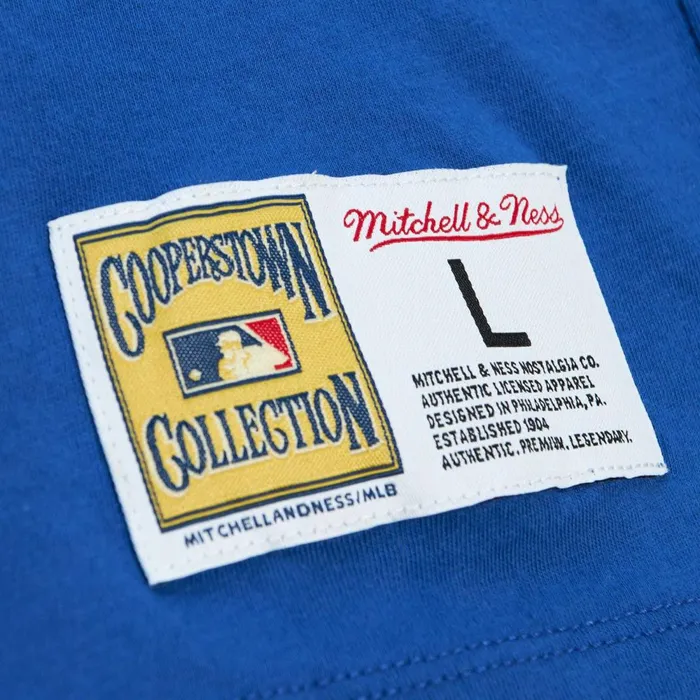 COOPERSTOWN
COLLECTION
MITCHELLANDNESS/MLB
Mitchell & Ness
L
MITCHELL & NESS NOSTALGIA CO.
AUTHENTIC LICENSED APPAREL
DESIGNED IN PHILADELPHIA, PA.
ESTABLISHED 1904
AUTHENTIC. PREMIUM. LEGENDARY.